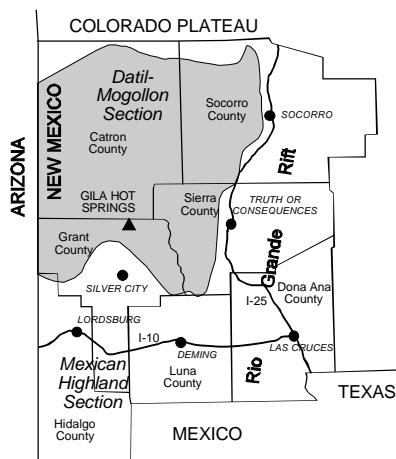 COLORADO PLATEAU
Datil-
Mogollon
Section
Socorro
County
SOCORRO
NEW MEXICO
ARIZONA
Catron
County
Rift
GILA HOT
SPRINGS
Sierra
County
TRUTH OR
CONSEQUENCES
Grant
County
Grande
SILVER CITY
Dona Ana
County
I-25
LORDSBURG
I-10
DEMING
LAS CRUCES
Mexican
Highland
Section
Luna
County
Rio
TEXAS
Hidalgo
County
MEXICO